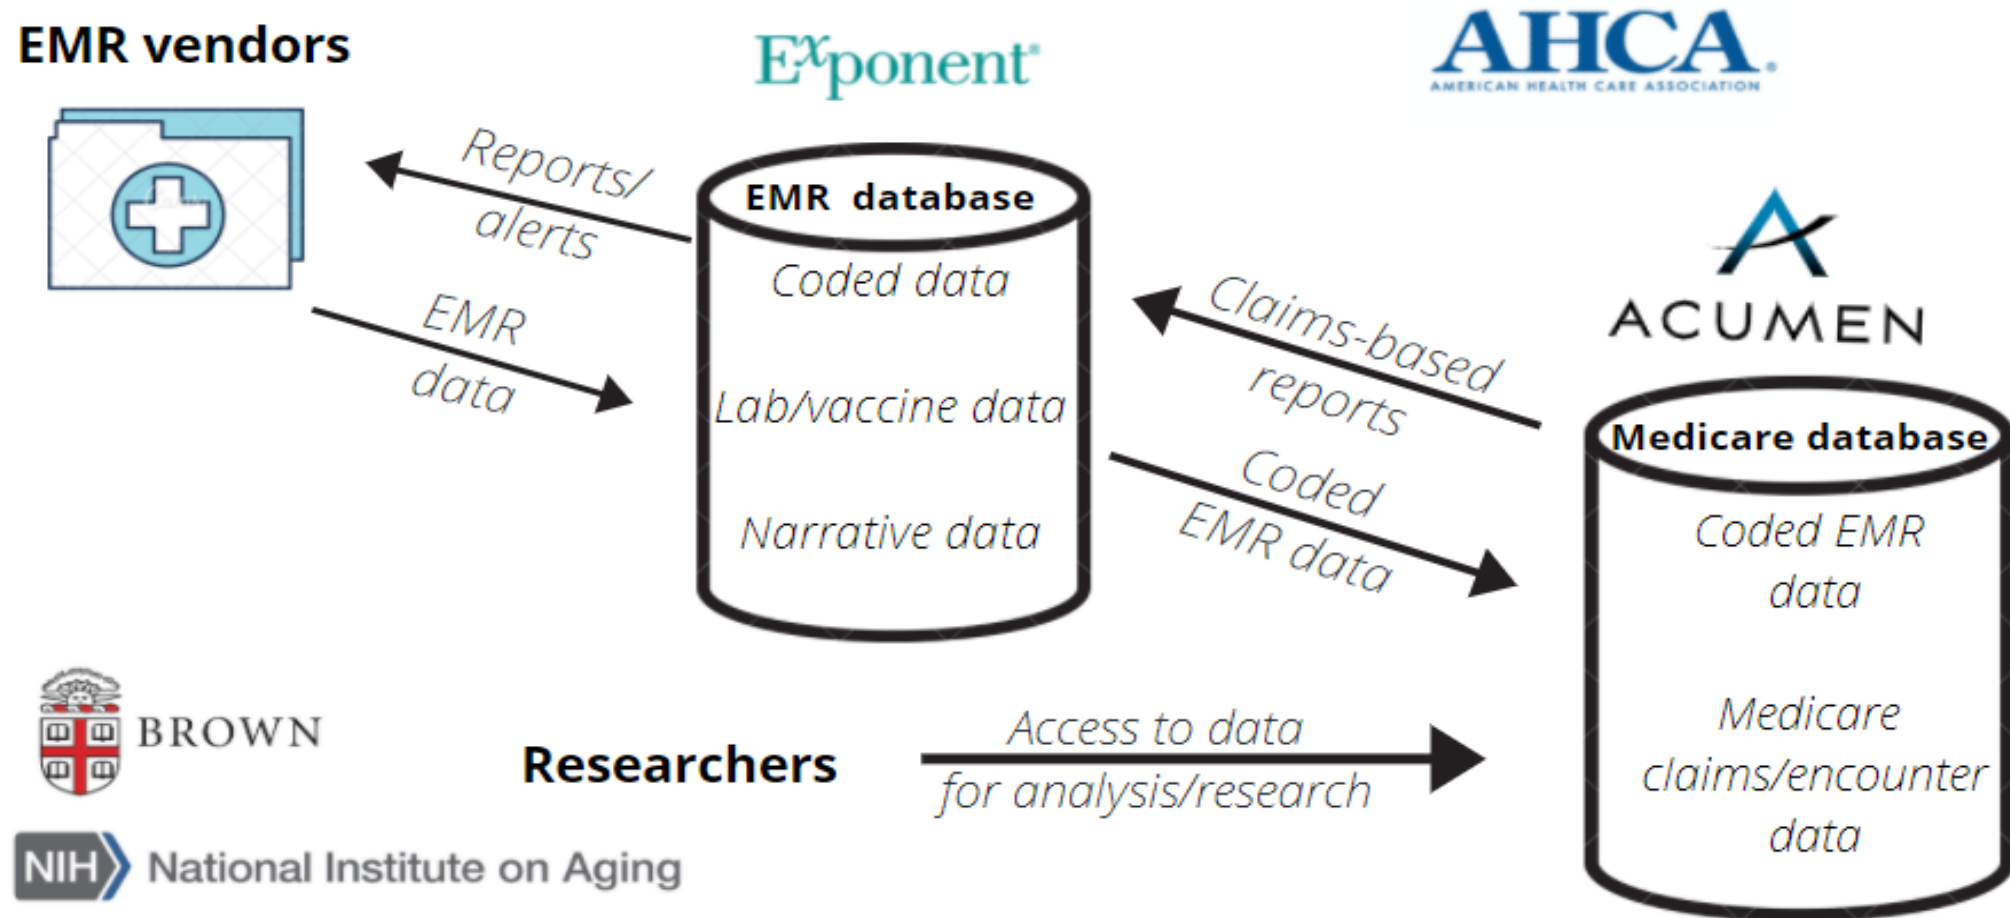 EMR vendors
Exponent®
AHCA®
AMERICAN HEALTH CARE ASSOCIATION
Reports/
alerts
EMR
data
EMR database
Coded data
Lab/vaccine data
Narrative data
Claims-based
reports
Coded
EMR data
ACUMEN
Medicare database
Coded EMR
data
Medicare
claims/encounter
data
BROWN
Researchers
Access to data
for analysis/research
NIH National Institute on Aging